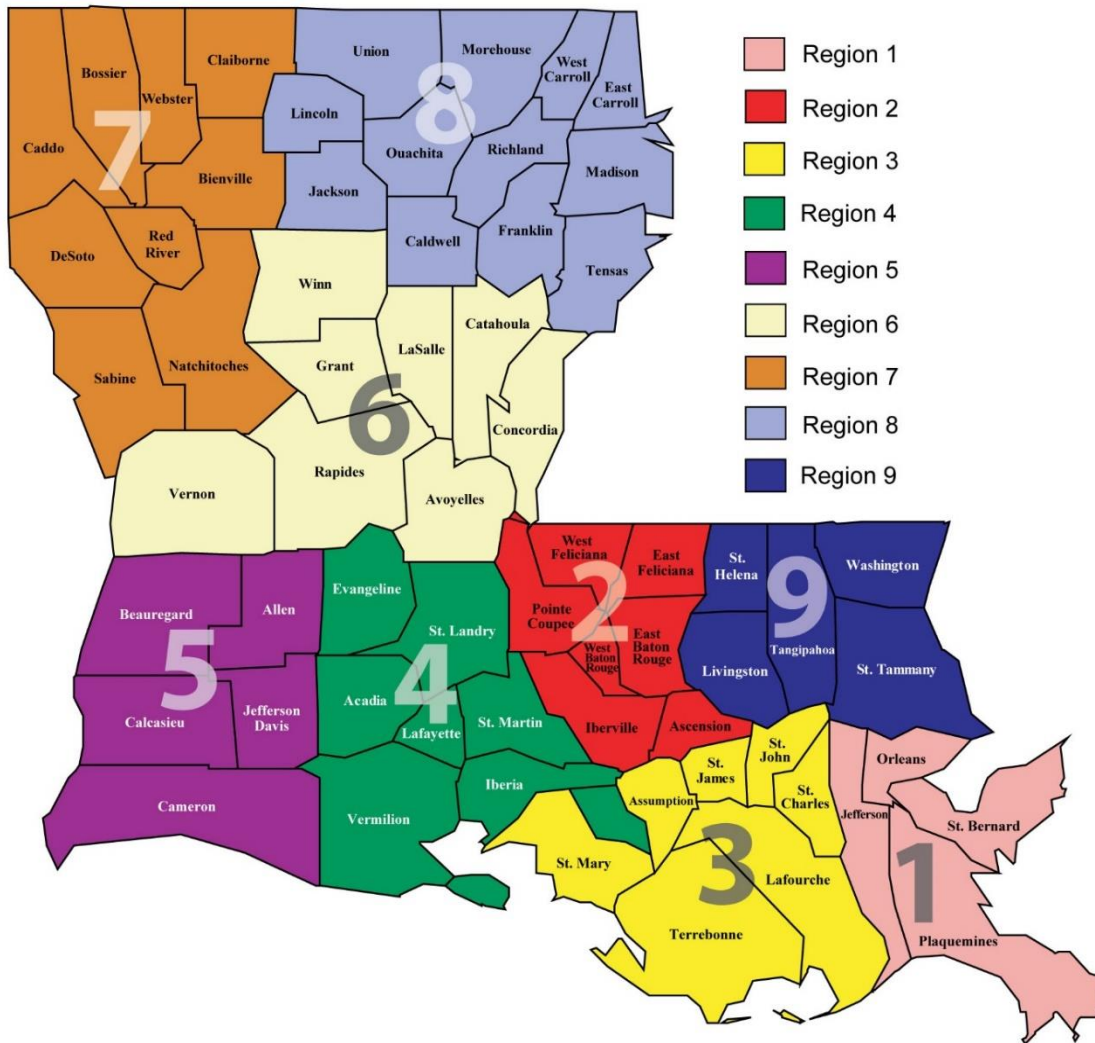 Union
Morehouse
West
Carroll
East
Carroll
Claiborne
Bossier
Webster
Lincoln
8
7
Caddo
Ouachita
Richland
Madison
Bienville
Jackson
Franklin
Caldwell
Red
River
DeSoto
Tensas
Winn
Catahoula
LaSalle
Grant
Natchitoches
Sabine
6
Concordia
Rapides
Vernon
Avoyelles
West
Feliciana
East
Feliciana
St.
Helena
Washington
2
9
Evangeline
Allen
Beauregard
Pointe
Coupee
St. Landry
West Baton
Rouge
East
Baton
Rouge
Tangipahoa
Livingston
St. Tammany
5
4
Acadia
Calcasieu
Jefferson
Davis
Lafayette
St. Martin
Iberville
Ascension
St.
John
St.
James
Orleans
Iberia
Cameron
Vermilion
Assumption
St.
Charles
Jefferson
St. Bernard
St. Mary
3
Lafourche
1
Terrebonne
Plaquemines
Region 1
Region 2
Region 3
Region 4
Region 5
Region 6
Region 7
Region 8
Region 9